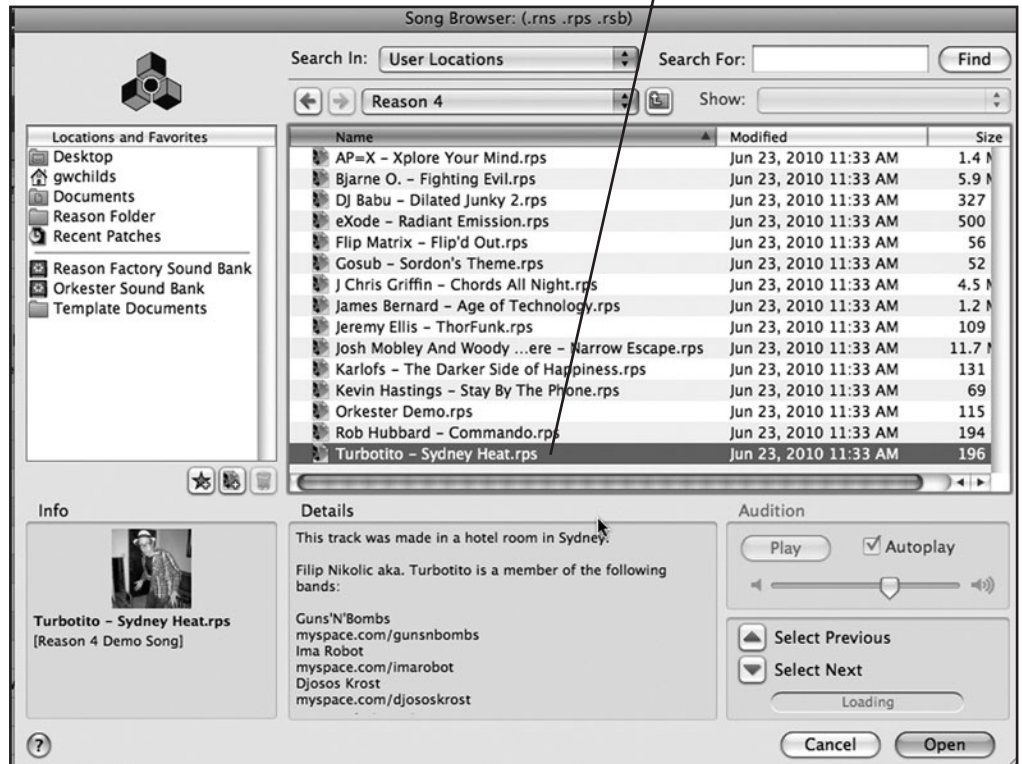 Song Browser: (.rns .rps .rsb)
Search In: User Locations Search For: Find
Reason 4 Show:
Locations and Favorites
Desktop
gwchilds
Documents
Reason Folder
Recent Patches
Reason Factory Sound Bank
Orkester Sound Bank
Template Documents
Name Modified Size
AP=X – Xplore Your Mind.rps Jun 23, 2010 11:33 AM 1.4 M
Bjarne O. – Fighting Evil.rps Jun 23, 2010 11:33 AM 5.9 M
DJ Babu – Dilated Junky 2.rps Jun 23, 2010 11:33 AM 327
eXode – Radiant Emission.rps Jun 23, 2010 11:33 AM 500
Flip Matrix – Flip'd Out.rps Jun 23, 2010 11:33 AM 56
Gosub – Sordon's Theme.rps Jun 23, 2010 11:33 AM 52
J Chris Griffin – Chords All Night.rps Jun 23, 2010 11:33 AM 4.5 M
James Bernard – Age of Technology.rps Jun 23, 2010 11:33 AM 1.2 M
Jeremy Ellis – ThorFunk.rps Jun 23, 2010 11:33 AM 109
Josh Mobley And Woody ...ere – Narrow Escape.rps Jun 23, 2010 11:33 AM 11.7 M
Karlofs – The Darker Side of Happiness.rps Jun 23, 2010 11:33 AM 131
Kevin Hastings – Stay By The Phone.rps Jun 23, 2010 11:33 AM 69
Orkester Demo.rps Jun 23, 2010 11:33 AM 115
Rob Hubbard – Commando.rps Jun 23, 2010 11:33 AM 194
Turbotito – Sydney Heat.rps Jun 23, 2010 11:33 AM 196
Info
Turbotito – Sydney Heat.rps
[Reason 4 Demo Song]
Details
This track was made in a hotel room in Sydney.
Filip Nikolic aka. Turbotito is a member of the following
bands:
Guns'N'Bombs
myspace.com/gunsnbombs
Ima Robot
myspace.com/imarobot
Djosos Krost
myspace.com/djososkrost
Audition
Play Autoplay
Select Previous
Select Next
Loading
? Cancel Open